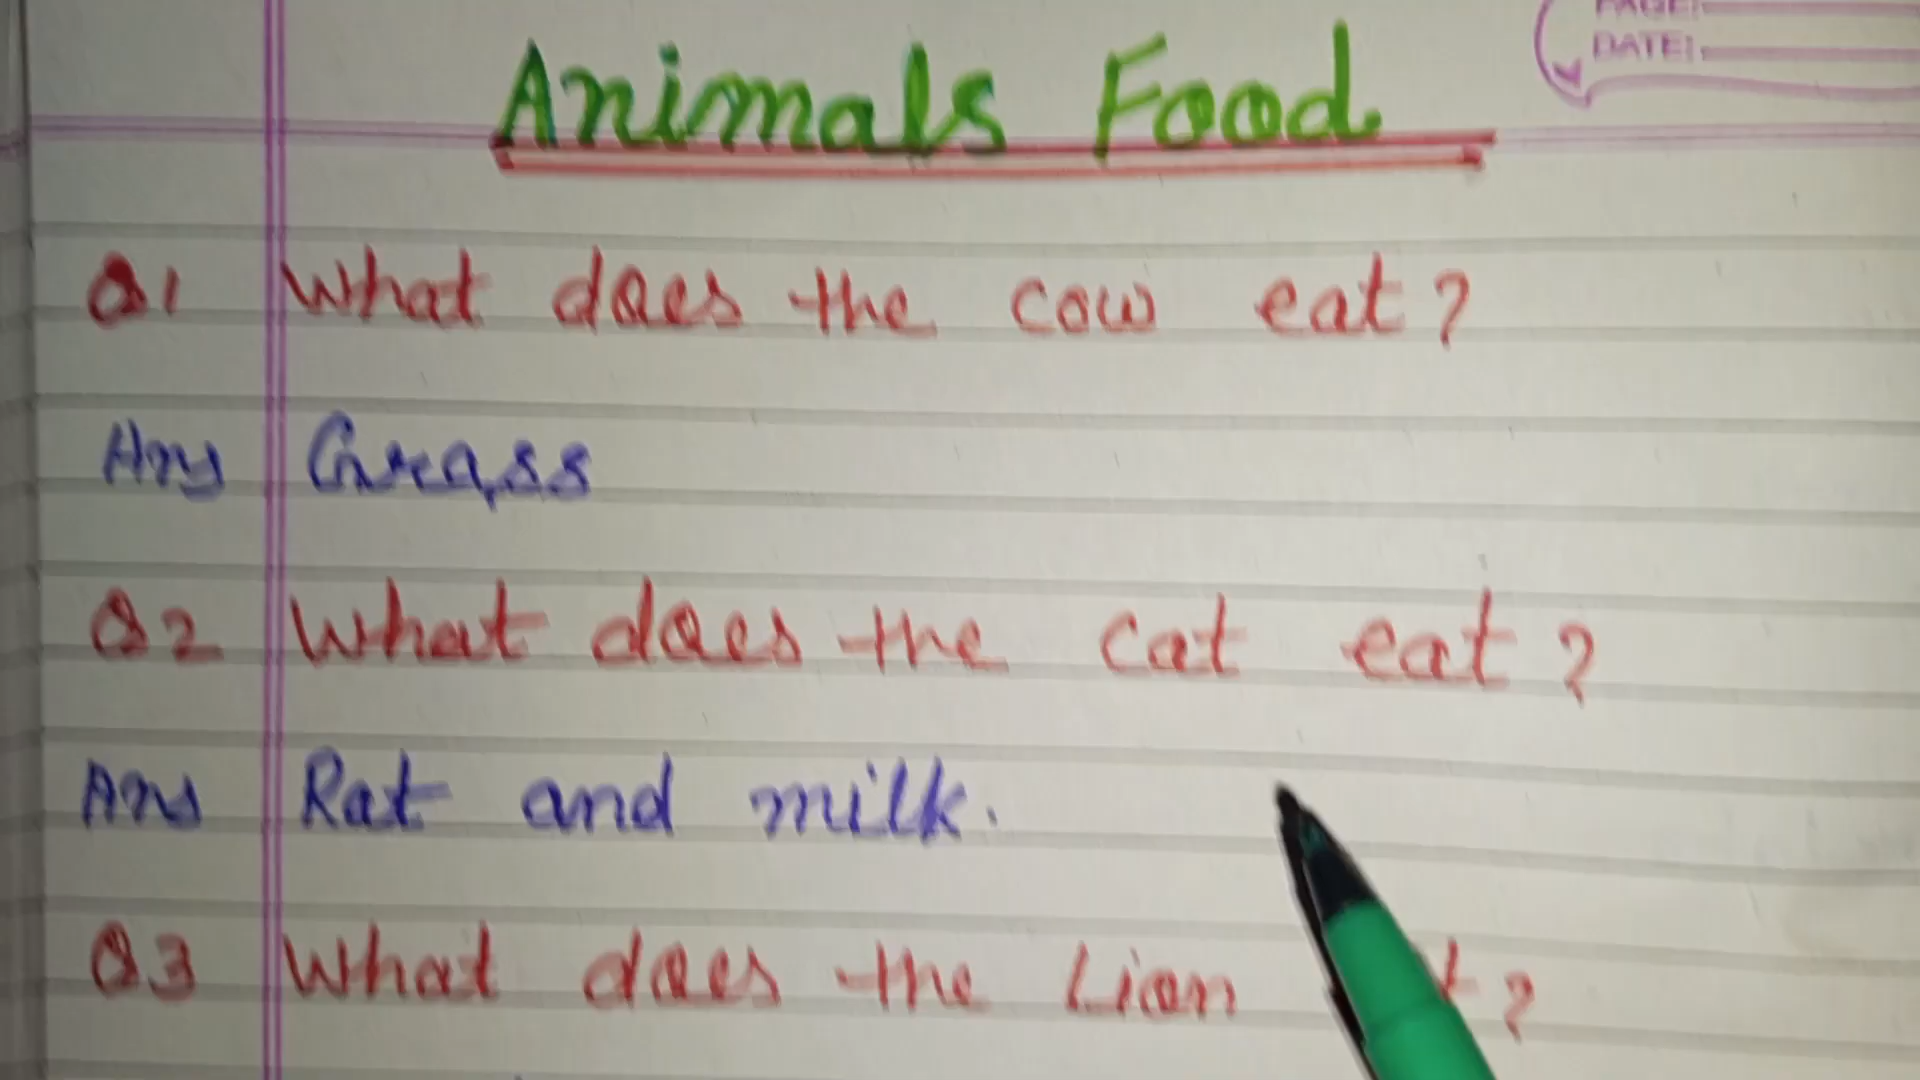 PAGE:
DATE:
Animals Food
Q1 What does the cow eat?
Ans Grass
Q2 What does the cat eat?
Ans Rat and milk.
Q3 What does the Lion ?